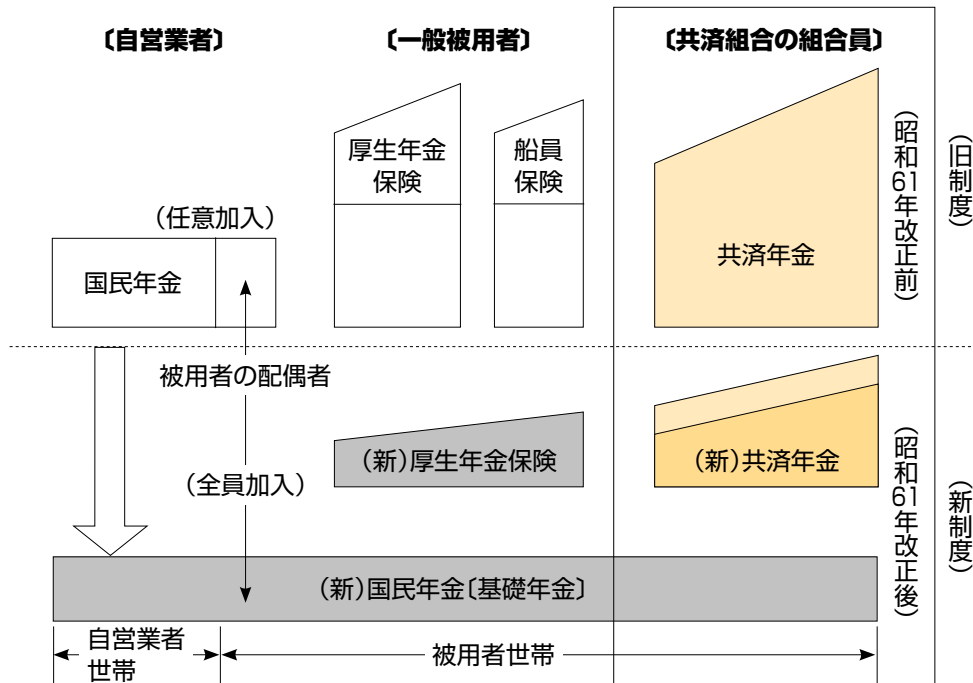 〔自営業者〕
〔一般被用者〕
〔共済組合の組合員〕
厚生年金
保険
船員
保険
(任意加入)
国民年金
共済年金
(昭和61年改正前)
(旧制度)
被用者の配偶者
(全員加入)
(新)厚生年金保険
(新)共済年金
(昭和61年改正後)
(新制度)
(新)国民年金〔基礎年金〕
自営業者
世帯
被用者世帯